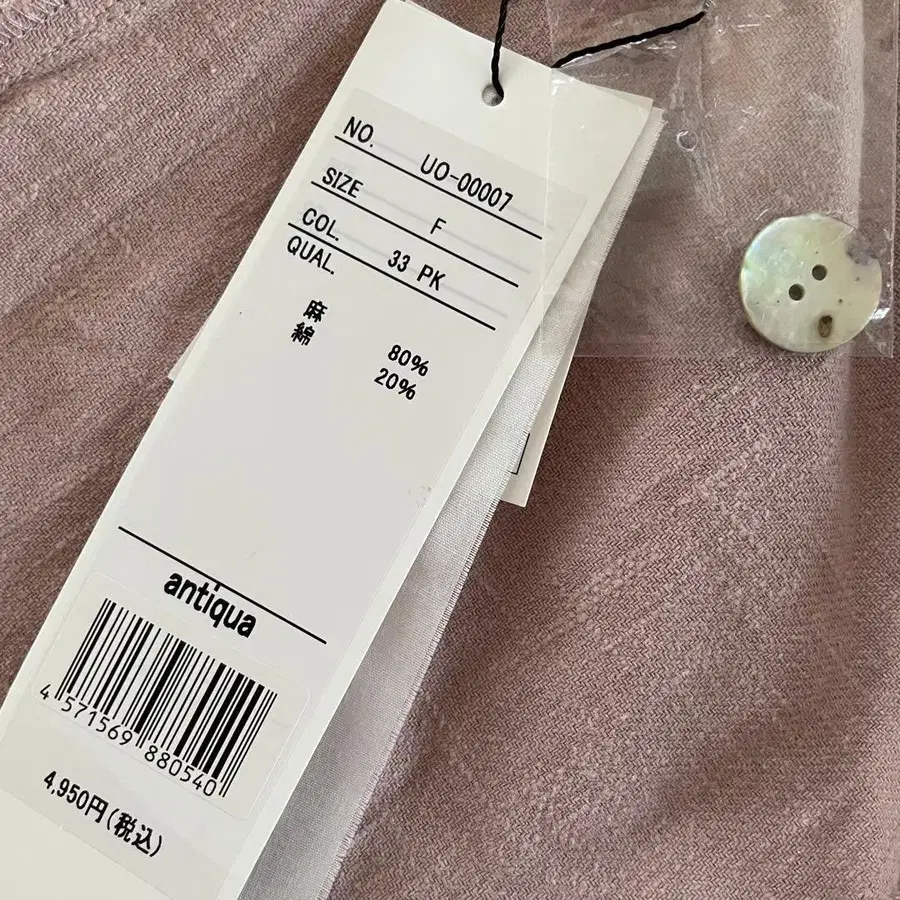 NO. UO-00007
SIZE F
COL. 33 PK
QUAL.
麻 80%
綿 20%
antiqua
4 571569 880540
4,950円(税込)